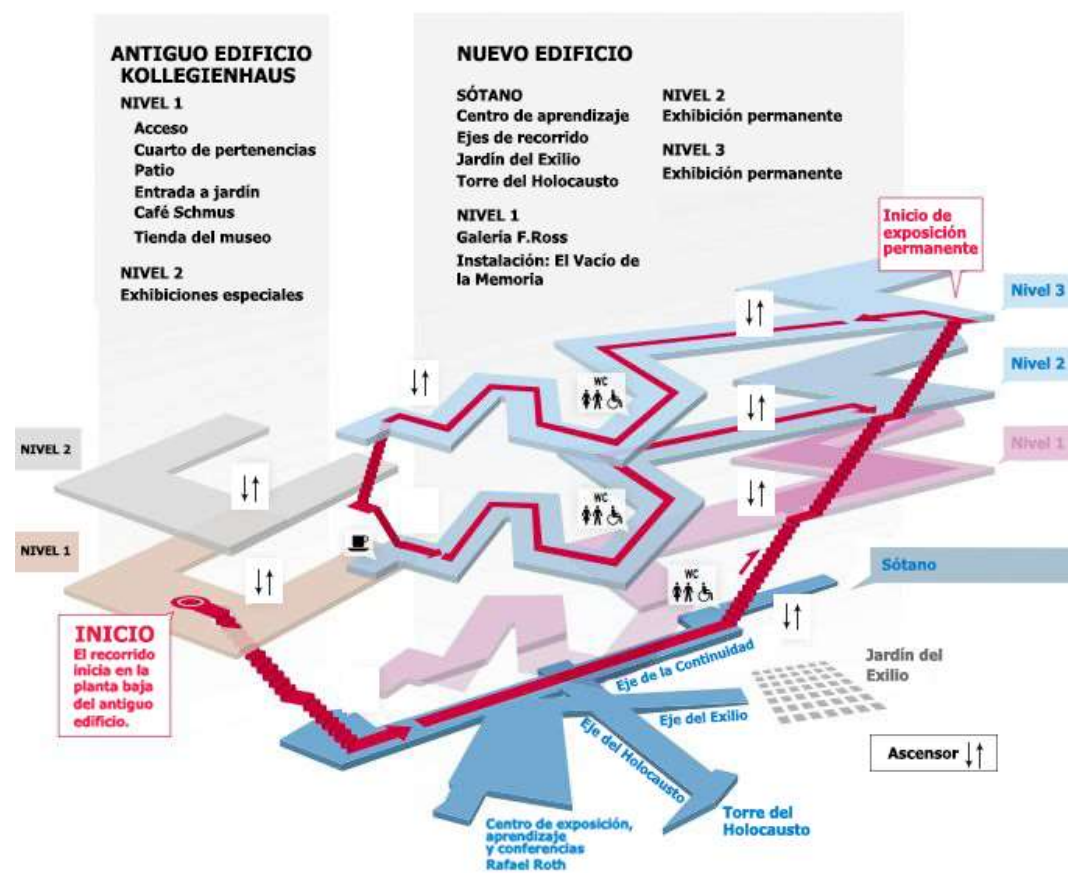 ANTIGUO EDIFICIO
KOLLEGIENHAUS
NIVEL 1
Acceso
Cuarto de pertenencias
Patio
Entrada a jardín
Café Schmus
Tienda del museo
NIVEL 2
Exhibiciones especiales
NUEVO EDIFICIO
SÓTANO
Centro de aprendizaje
Ejes de recorrido
Jardín del Exilio
Torre del Holocausto
NIVEL 1
Galería F.Ross
Instalación: El Vacío de
la Memoria
NIVEL 2
Exhibición permanente
NIVEL 3
Exhibición permanente
Inicio de
exposición
permanente
Nivel 3
Nivel 2
Nivel 1
Sótano
NIVEL 2
NIVEL 1
WC
WC
WC
INICIO
El recorrido
inicia en la
planta baja
del antiguo
edificio.
Eje de la Continuidad
Eje del Exilio
Eje del Holocausto
Jardín del
Exilio
Ascensor
Torre del
Holocausto
Centro de exposición,
aprendizaje
y conferencias
Rafael Roth